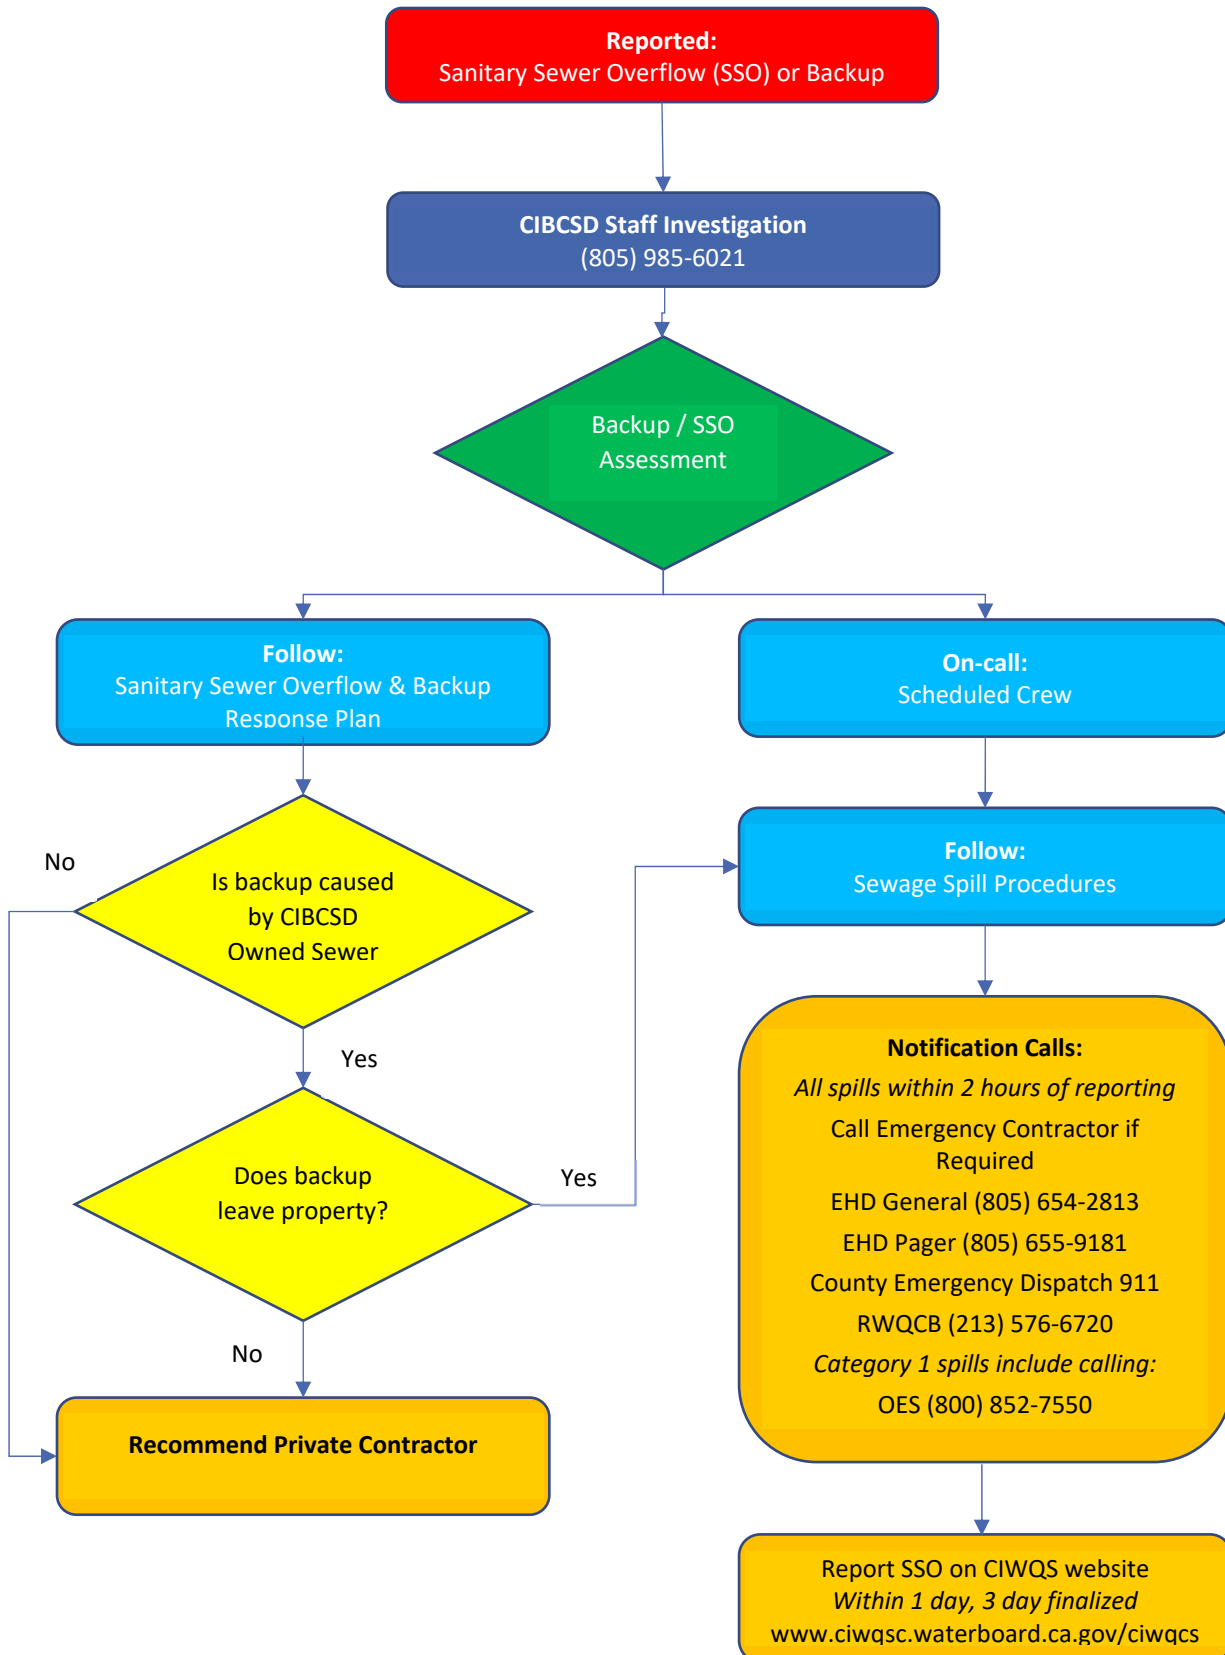 Reported:
Sanitary Sewer Overflow (SSO) or Backup
CIBCSD Staff Investigation
(805) 985-6021
Backup / SSO
Assessment
Follow:
Sanitary Sewer Overflow & Backup
Response Plan
On-call:
Scheduled Crew
No
Is backup caused
by CIBCSD
Owned Sewer
Follow:
Sewage Spill Procedures
Yes
Does backup
leave property?
Yes
No
Recommend Private Contractor
Notification Calls:
All spills within 2 hours of reporting
Call Emergency Contractor if
Required
EHD General (805) 654-2813
EHD Pager (805) 655-9181
County Emergency Dispatch 911
RWQCB (213) 576-6720
Category 1 spills include calling:
OES (800) 852-7550
Report SSO on CIWQS website
Within 1 day, 3 day finalized
www.ciwqsc.waterboard.ca.gov/ciwqcs